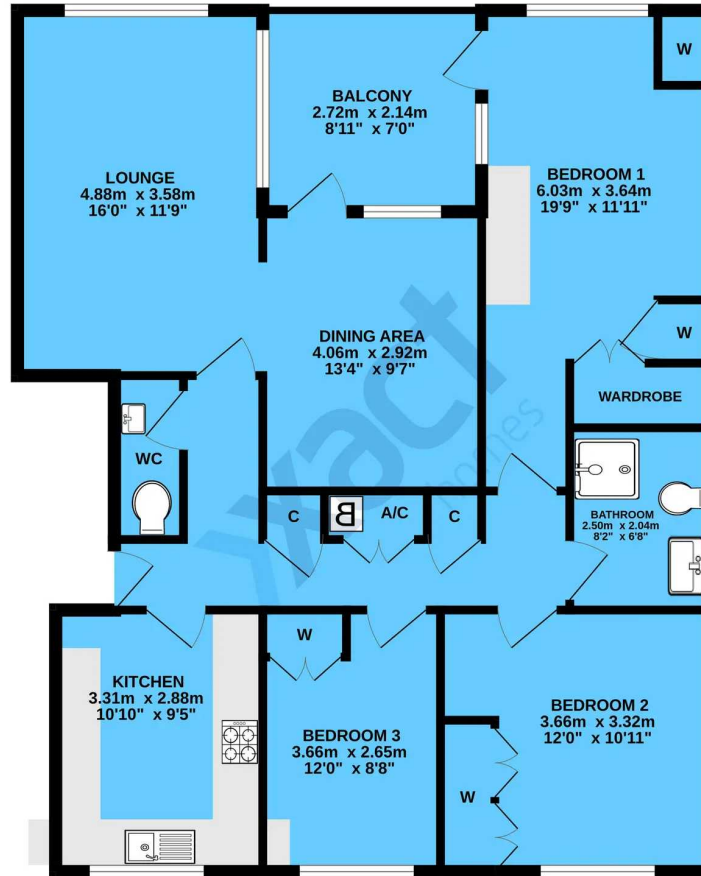 W
BALCONY
2.72m x 2.14m
8'11" x 7'0"
LOUNGE
4.88m x 3.58m
16'0" x 11'9"
BEDROOM 1
6.03m x 3.64m
19'9" x 11'11"
DINING AREA
4.06m x 2.92m
13'4" x 9'7"
W
WARDROBE
WC
xact
homes
C
B
A/C
C
BATHROOM
2.50m x 2.04m
8'2" x 6'8"
W
KITCHEN
3.31m x 2.88m
10'10" x 9'5"
BEDROOM 3
3.66m x 2.65m
12'0" x 8'8"
BEDROOM 2
3.66m x 3.32m
12'0" x 10'11"
W